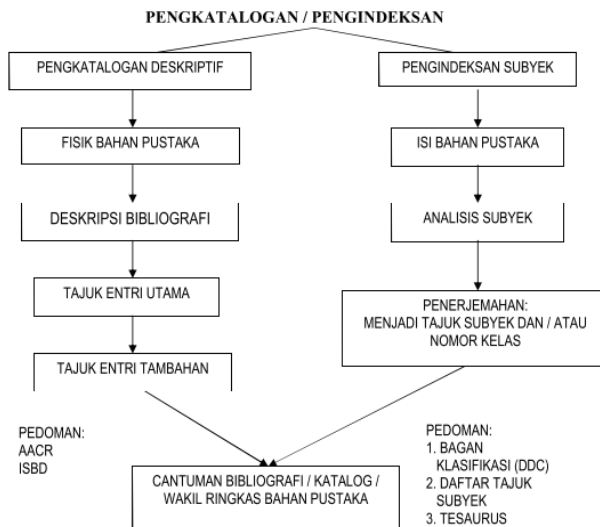 PENGKATALOGAN / PENGINDEKSAN
PENGKATALOGAN DESKRIPTIF
FISIK BAHAN PUSTAKA
DESKRIPSI BIBLIOGRAFI
TAJUK ENTRI UTAMA
TAJUK ENTRI TAMBAHAN
PENGINDEKSAN SUBYEK
ISI BAHAN PUSTAKA
ANALISIS SUBYEK
PENERJEMAHAN:
MENJADI TAJUK SUBYEK DAN / ATAU
NOMOR KELAS
PEDOMAN:
AACR
ISBD
CANTUMAN BIBLIOGRAFI / KATALOG /
WAKIL RINGKAS BAHAN PUSTAKA
PEDOMAN:
1. BAGAN
KLASIFIKASI (DDC)
2. DAFTAR TAJUK
SUBYEK
3. TESAURUS